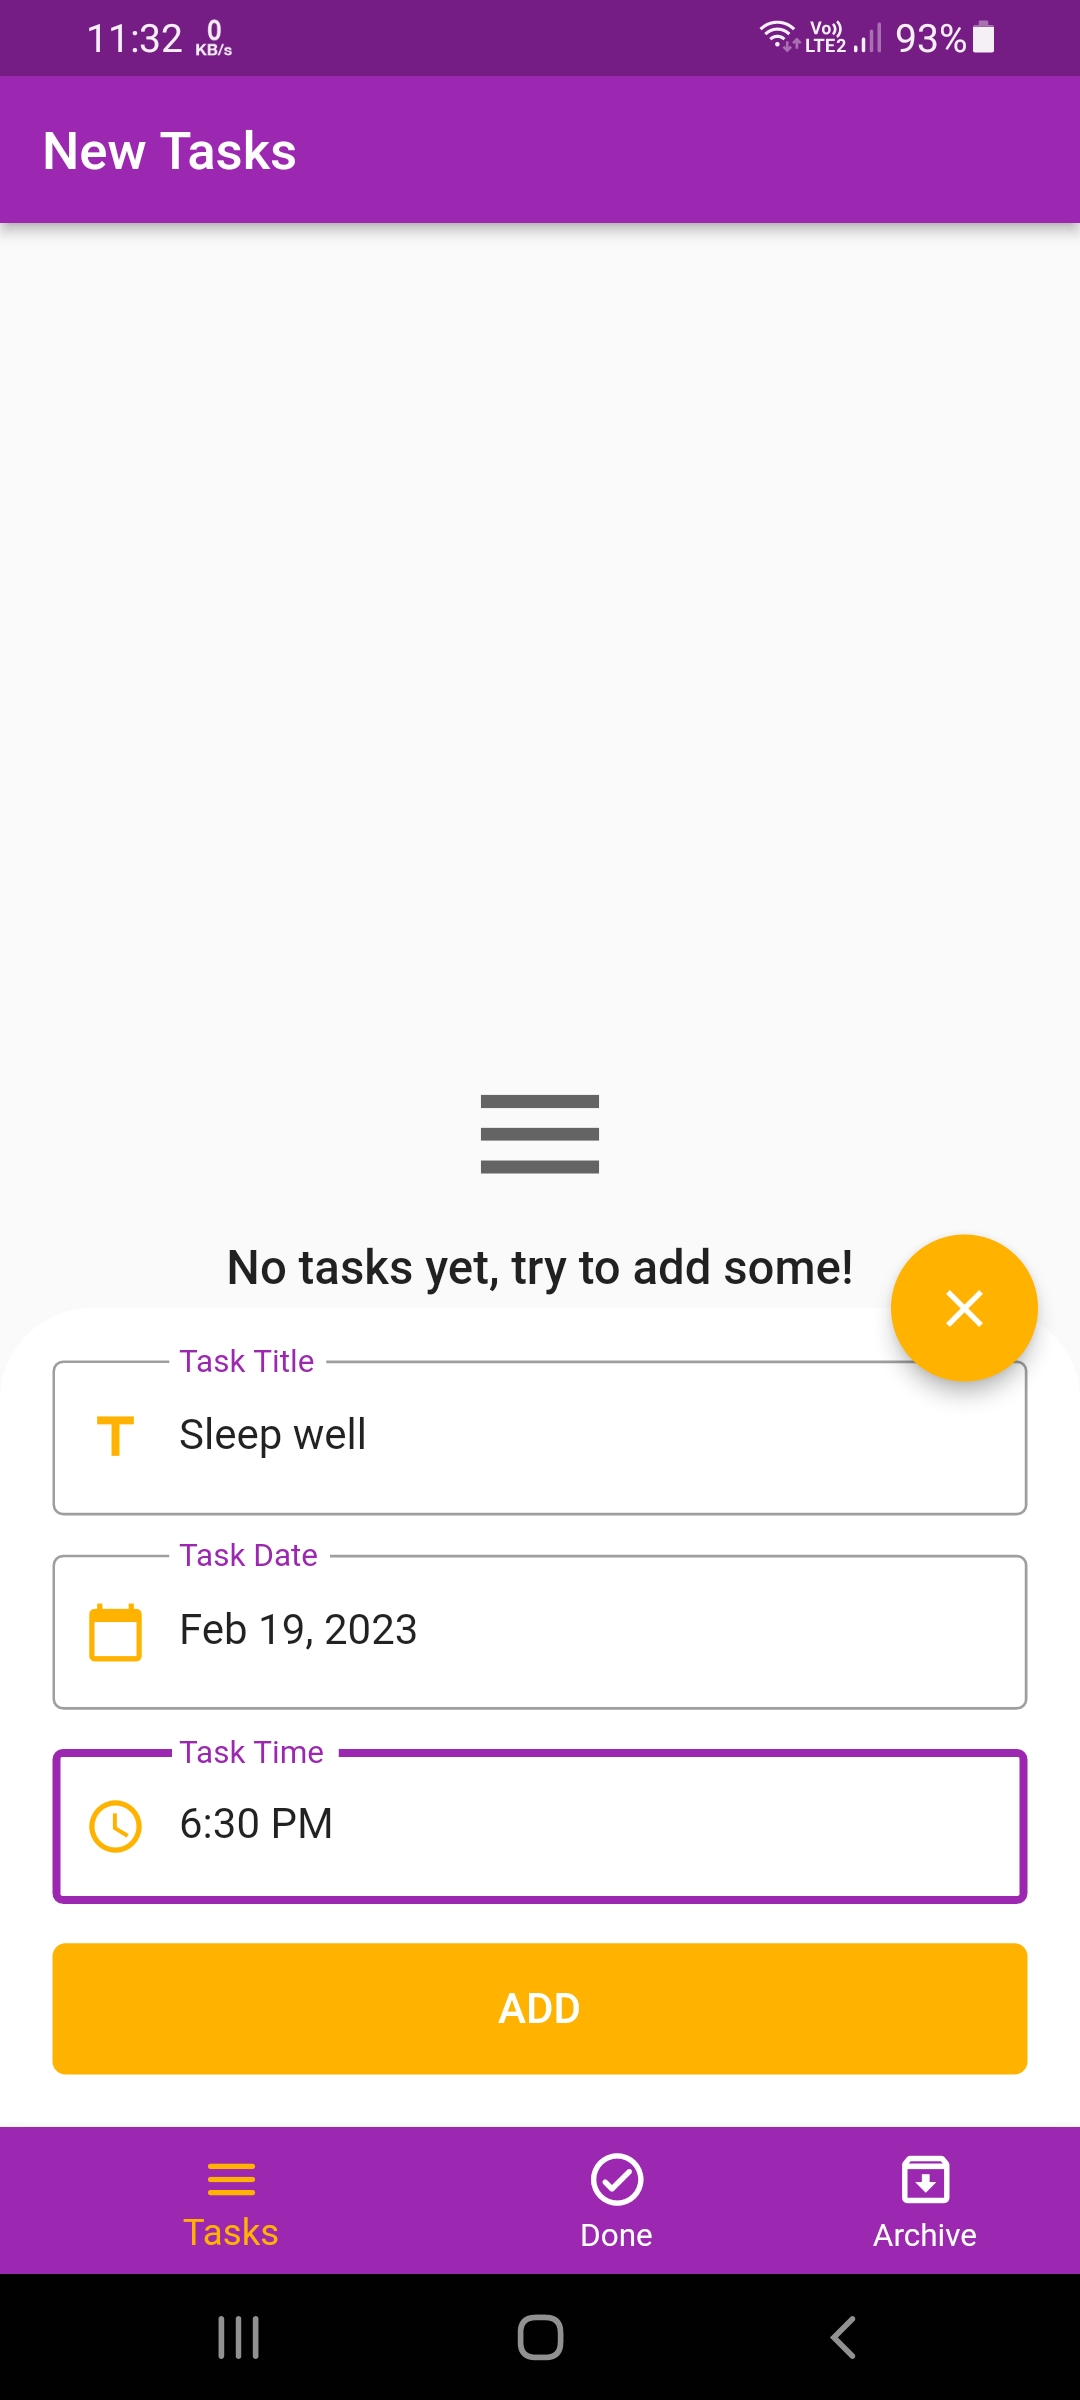 11:32 0 KB/s Vo)) LTE2 93%
New Tasks
No tasks yet, try to add some!
Task Title
Sleep well
Task Date
Feb 19, 2023
Task Time
6:30 PM
ADD
Tasks Done Archive